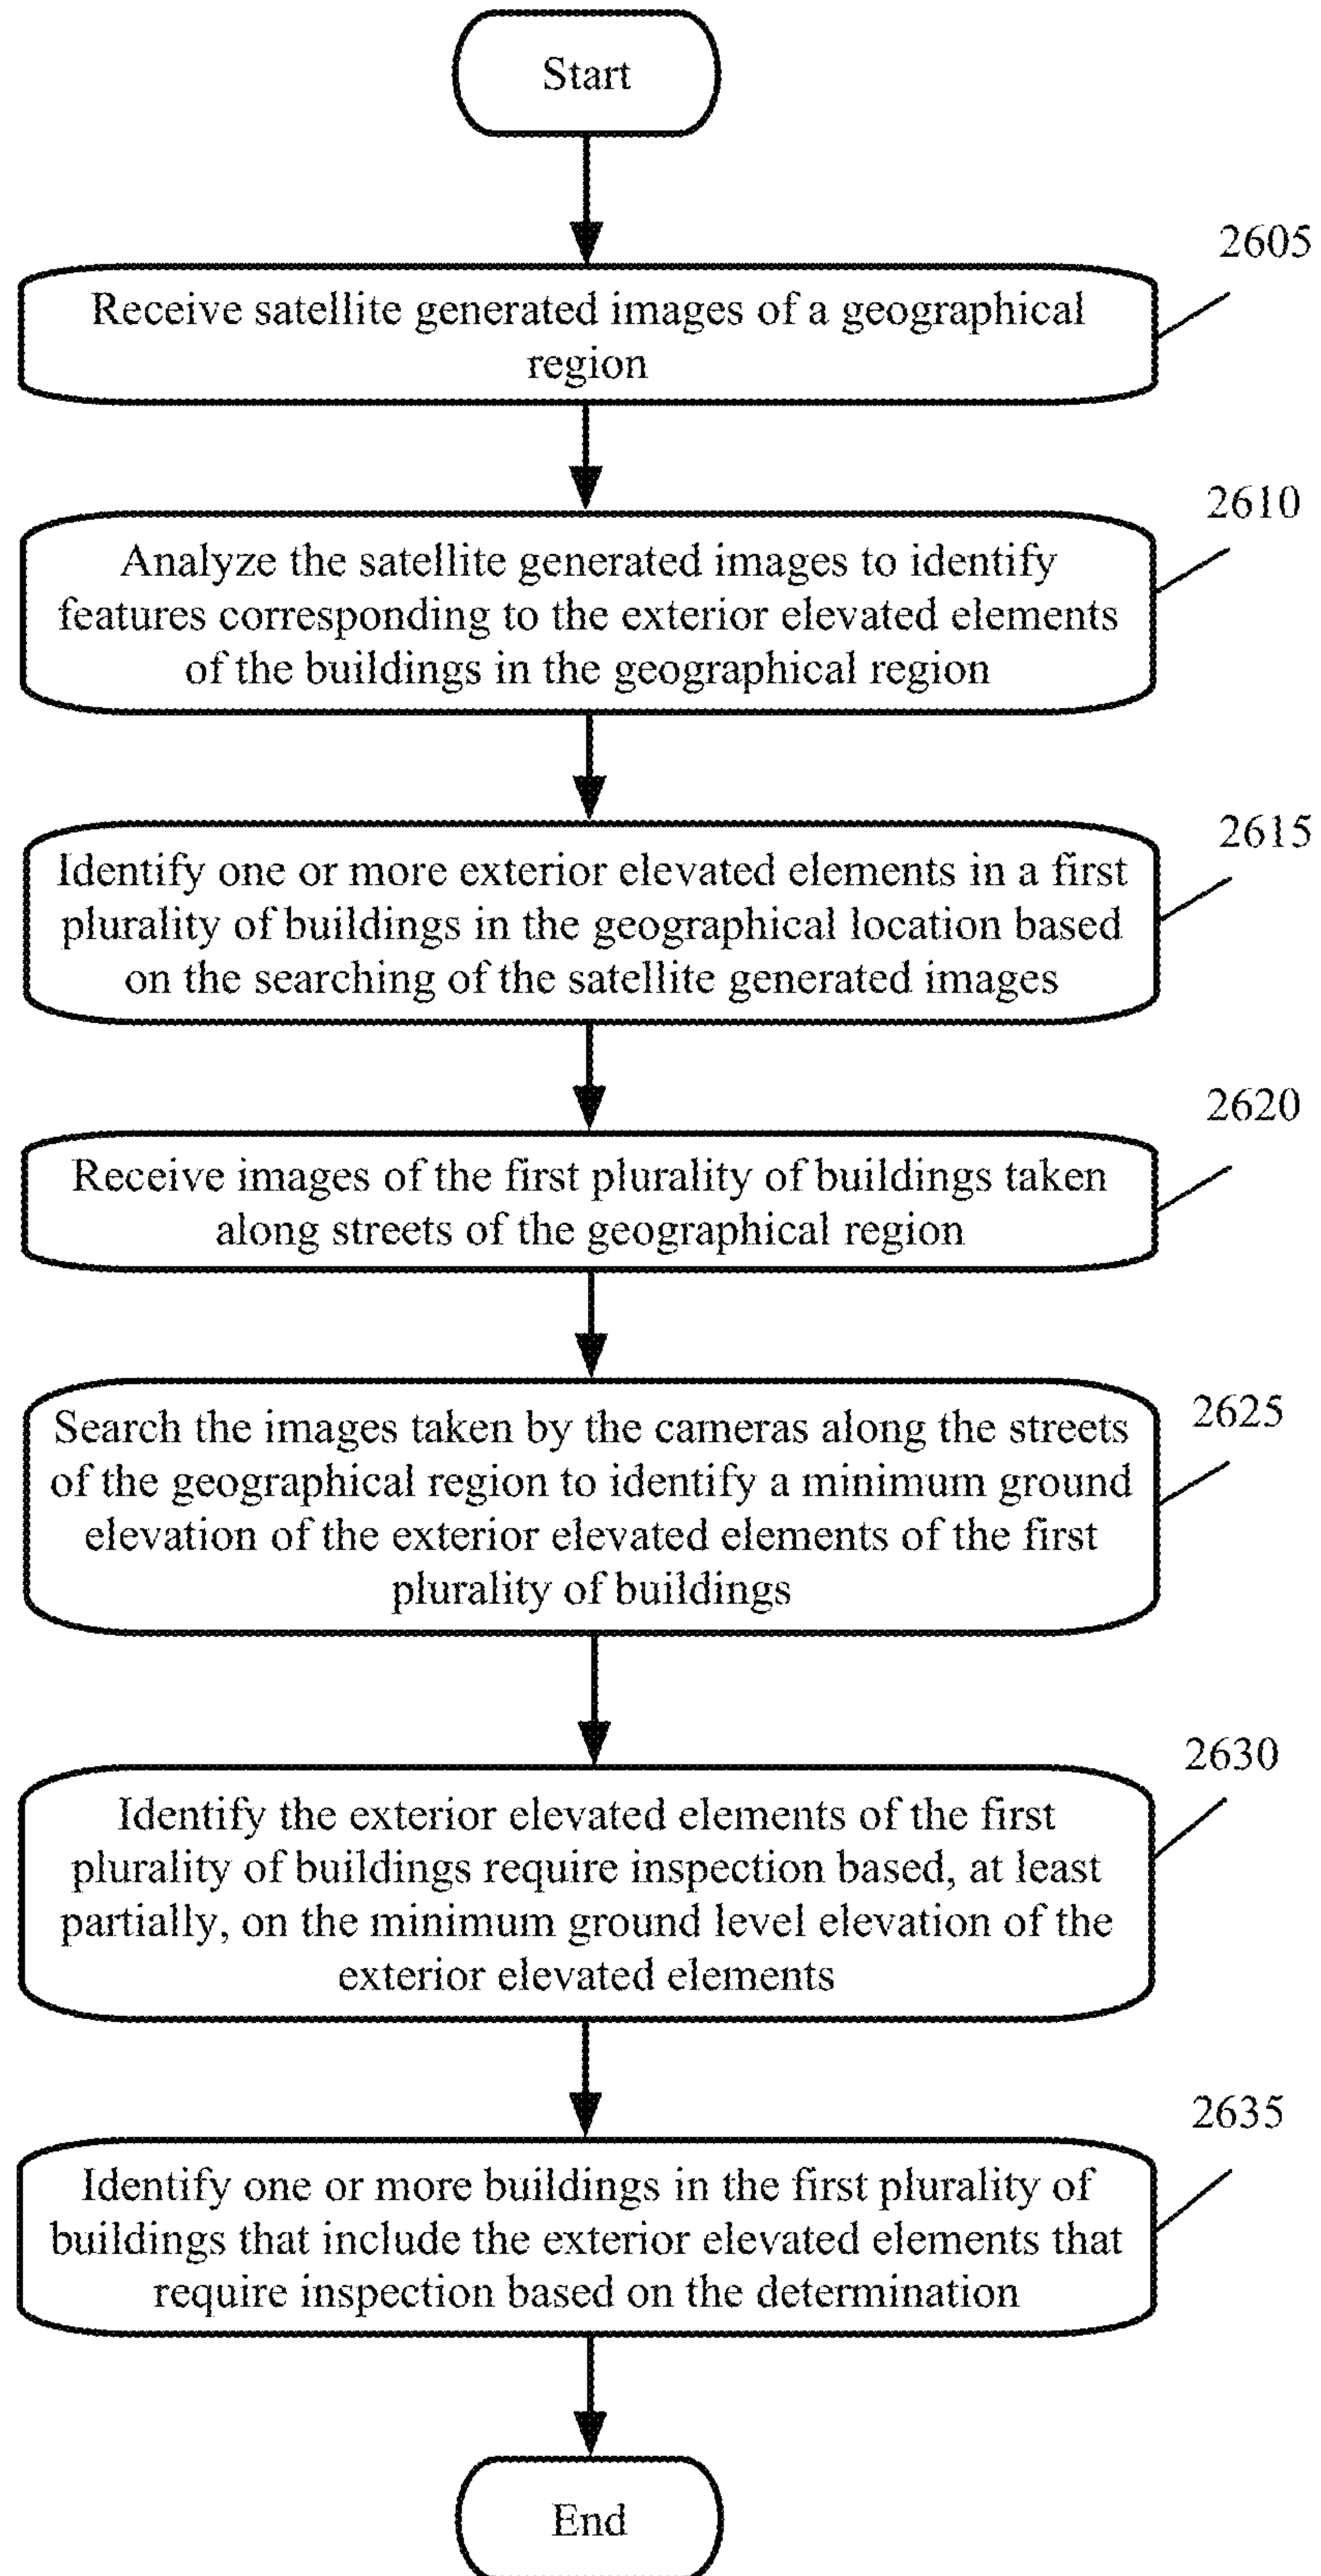 Start
2605
Receive satellite generated images of a geographical
region
2610
Analyze the satellite generated images to identify
features corresponding to the exterior elevated elements
of the buildings in the geographical region
2615
Identify one or more exterior elevated elements in a first
plurality of buildings in the geographical location based
on the searching of the satellite generated images
2620
Receive images of the first plurality of buildings taken
along streets of the geographical region
2625
Search the images taken by the cameras along the streets
of the geographical region to identify a minimum ground
elevation of the exterior elevated elements of the first
plurality of buildings
2630
Identify the exterior elevated elements of the first
plurality of buildings require inspection based, at least
partially, on the minimum ground level elevation of the
exterior elevated elements
2635
Identify one or more buildings in the first plurality of
buildings that include the exterior elevated elements that
require inspection based on the determination
End